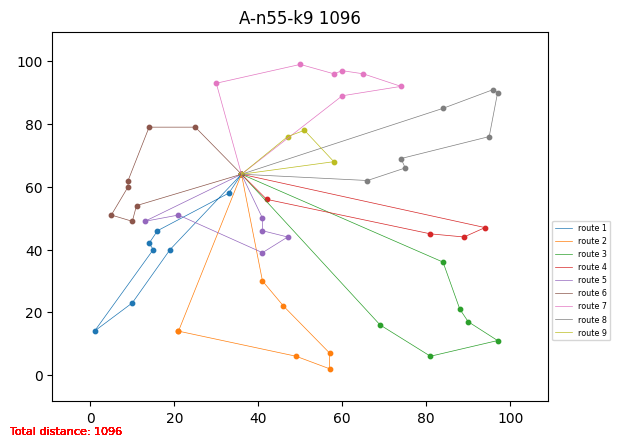 A-n55-k9 1096
100
80
60
40
20
0
0 20 40 60 80 100
route 1
route 2
route 3
route 4
route 5
route 6
route 7
route 8
route 9
Total distance: 1096